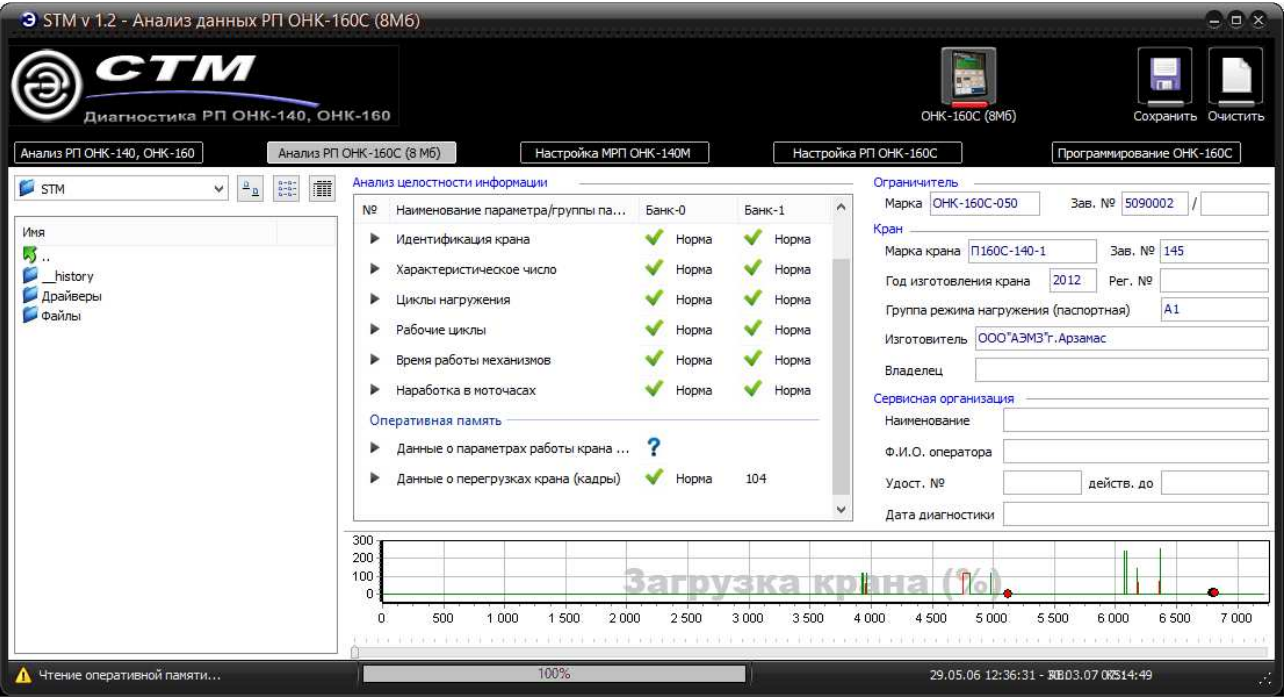 STM v 1.2 - Анализ данных РП ОНК-160С (8Мб)
СТМ
Диагностика РП ОНК-140, ОНК-160
ОНК-160С (8Мб)
Сохранить Очистить
Анализ РП ОНК-140, ОНК-160
Анализ РП ОНК-160С (8 Мб)
Настройка МРП ОНК-140М
Настройка РП ОНК-160С
Программирование ОНК-160С
STM
Имя
..
__history
Драйверы
Файлы
Анализ целостности информации
№ Наименование параметра/группы па... Банк-0 Банк-1
Идентификация крана Норма Норма
Характеристическое число Норма Норма
Циклы нагружения Норма Норма
Рабочие циклы Норма Норма
Время работы механизмов Норма Норма
Наработка в моточасах Норма Норма
Оперативная память
Данные о параметрах работы крана ... ?
Данные о перегрузках крана (кадры) Норма 104
Ограничитель
Марка ОНК-160С-050 Зав. № 5090002 /
Кран
Марка крана П160С-140-1 Зав. № 145
Год изготовления крана 2012 Рег. №
Группа режима нагружения (паспортная) А1
Изготовитель ООО"АЭМЗ"г.Арзамас
Владелец
Сервисная организация
Наименование
Ф.И.О. оператора
Удост. № действ. до
Дата диагностики
300
200
100
0
Загрузка крана (%)
0 500 1 000 1 500 2 000 2 500 3 000 3 500 4 000 4 500 5 000 5 500 6 000 6 500 7 000
Чтение оперативной памяти... 100% 29.05.06 12:36:31 -